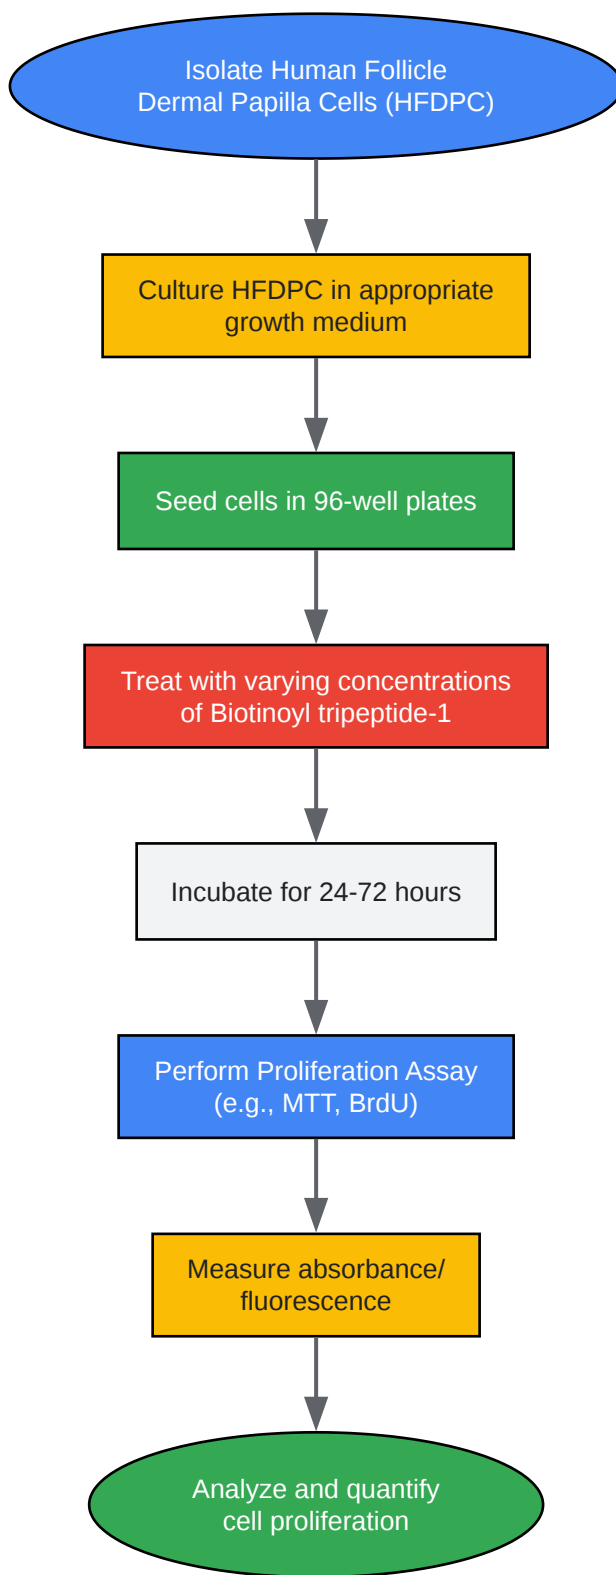 Isolate Human Follicle
Dermal Papilla Cells (HFDPC)
Culture HFDPC in appropriate
growth medium
Seed cells in 96-well plates
Treat with varying concentrations
of Biotinoyl tripeptide-1
Incubate for 24-72 hours
Perform Proliferation Assay
(e.g., MTT, BrdU)
Measure absorbance/
fluorescence
Analyze and quantify
cell proliferation